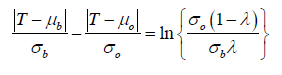 |T − μ_b| / σ_b − |T − μ_o| / σ_o = ln { σ_o (1 − λ) / σ_b λ }